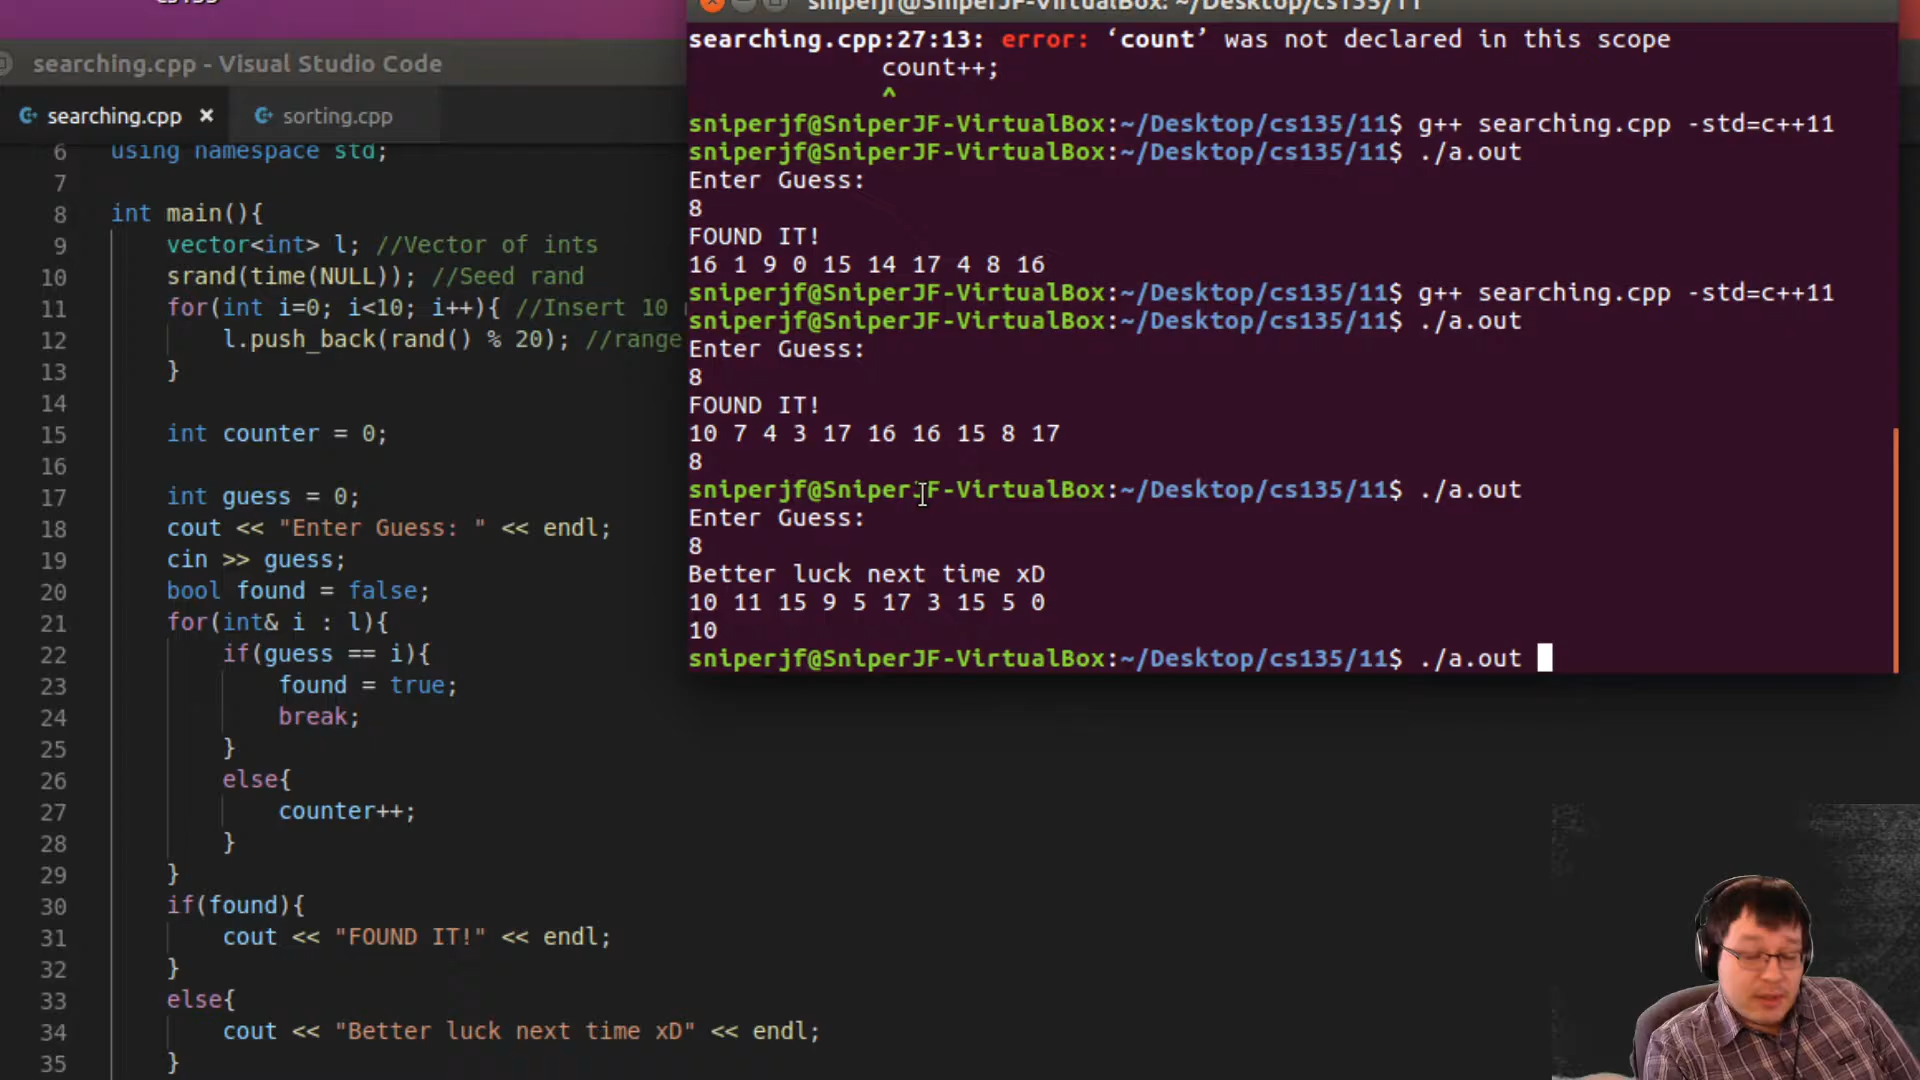 cs135
searching.cpp - Visual Studio Code
searching.cpp × sorting.cpp
6 using namespace std;
7
8 int main(){
9 vector<int> l; //Vector of ints
10 srand(time(NULL)); //Seed rand
11 for(int i=0; i<10; i++){ //Insert 10
12 l.push_back(rand() % 20); //range
13 }
14
15 int counter = 0;
16
17 int guess = 0;
18 cout << "Enter Guess: " << endl;
19 cin >> guess;
20 bool found = false;
21 for(int& i : l){
22 if(guess == i){
23 found = true;
24 break;
25 }
26 else{
27 counter++;
28 }
29 }
30 if(found){
31 cout << "FOUND IT!" << endl;
32 }
33 else{
34 cout << "Better luck next time xD" << endl;
35 }
sniperjf@SniperJF-VirtualBox: ~/Desktop/cs135/11
searching.cpp:27:13: error: ‘count’ was not declared in this scope
count++;
^
sniperjf@SniperJF-VirtualBox:~/Desktop/cs135/11$ g++ searching.cpp -std=c++11
sniperjf@SniperJF-VirtualBox:~/Desktop/cs135/11$ ./a.out
Enter Guess:
8
FOUND IT!
16 1 9 0 15 14 17 4 8 16
sniperjf@SniperJF-VirtualBox:~/Desktop/cs135/11$ g++ searching.cpp -std=c++11
sniperjf@SniperJF-VirtualBox:~/Desktop/cs135/11$ ./a.out
Enter Guess:
8
FOUND IT!
10 7 4 3 17 16 16 15 8 17
8
sniperjf@SniperJF-VirtualBox:~/Desktop/cs135/11$ ./a.out
Enter Guess:
8
Better luck next time xD
10 11 15 9 5 17 3 15 5 0
10
sniperjf@SniperJF-VirtualBox:~/Desktop/cs135/11$ ./a.out